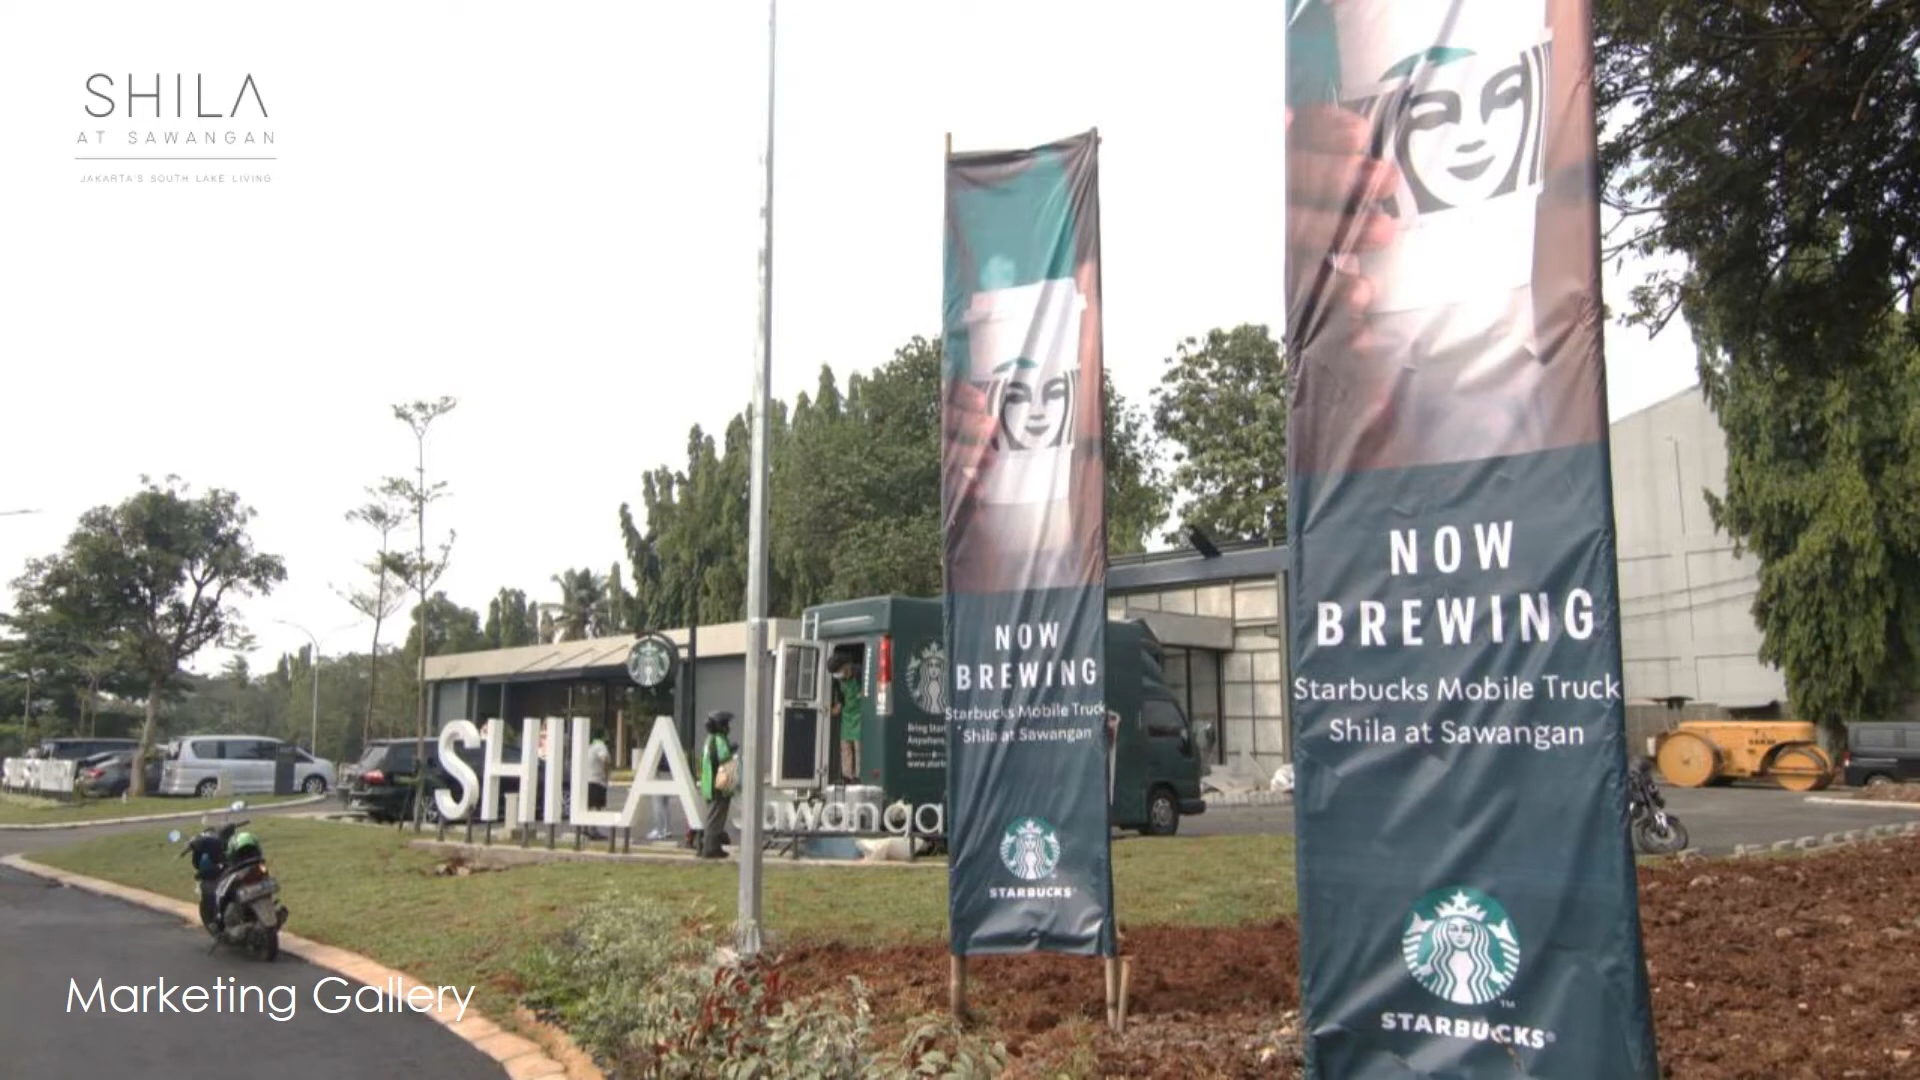 SHILA
AT SAWANGAN
JAKARTA'S SOUTH LAKE LIVING
NOW
BREWING
Starbucks Mobile Truck
Shila at Sawangan
STARBUCKS
NOW
BREWING
Starbucks Mobile Truck
Shila at Sawangan
STARBUCKS®
SHILA
Marketing Gallery